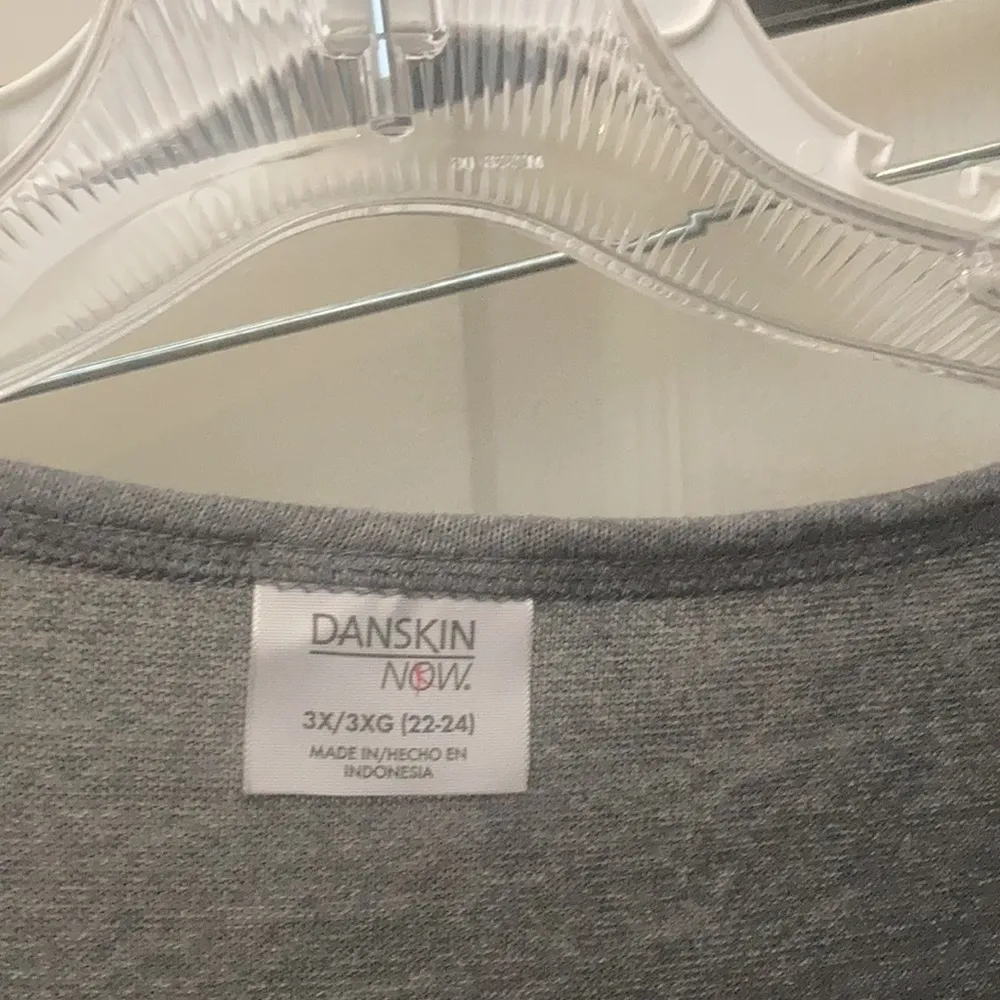 DANSKIN
NOW.
3X/3XG (22-24)
MADE IN/HECHO EN
INDONESIA